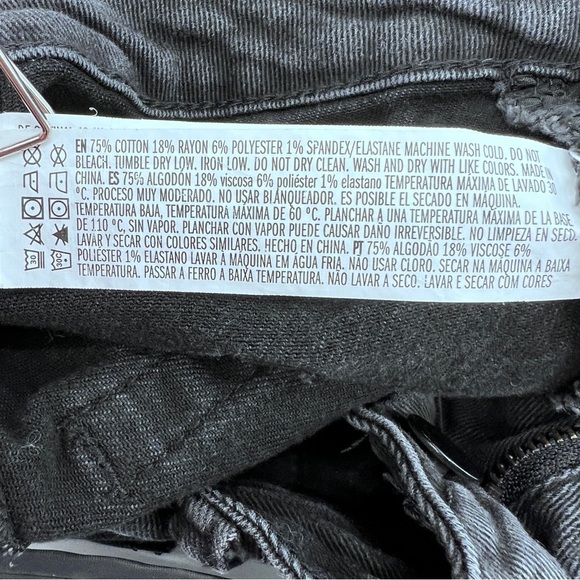 EN 75% COTTON 18% RAYON 6% POLYESTER 1% SPANDEX/ELASTANE MACHINE WASH COLD. DO NOT
BLEACH. TUMBLE DRY LOW. IRON LOW. DO NOT DRY CLEAN. WASH AND DRY WITH LIKE COLORS. MADE IN
CHINA. ES 75% ALGODÓN 18% viscosa 6% poliéster 1% elastano TEMPERATURA MÁXIMA DE LAVADO 30
ºC. PROCESO MUY MODERADO. NO USAR BLANQUEADOR. ES POSIBLE EL SECADO EN MÁQUINA.
TEMPERATURA BAJA, TEMPERATURA MÁXIMA DE 60 ºC. PLANCHAR A UNA TEMPERATURA MÁXIMA DE LA BASE
DE 110 ºC, SIN VAPOR. PLANCHAR CON VAPOR PUEDE CAUSAR DAÑO IRREVERSIBLE. NO LIMPIEZA EN SECO.
LAVAR Y SECAR CON COLORES SIMILARES. HECHO EN CHINA. PT 75% ALGODÃO 18% VISCOSE 6%
POLIÉSTER 1% ELASTANO LAVAR À MÁQUINA EM ÁGUA FRIA. NÃO USAR CLORO. SECAR NA MÁQUINA A BAIXA
TEMPERATURA. PASSAR A FERRO A BAIXA TEMPERATURA. NÃO LAVAR A SECO. LAVAR E SECAR COM CORES
30 30C